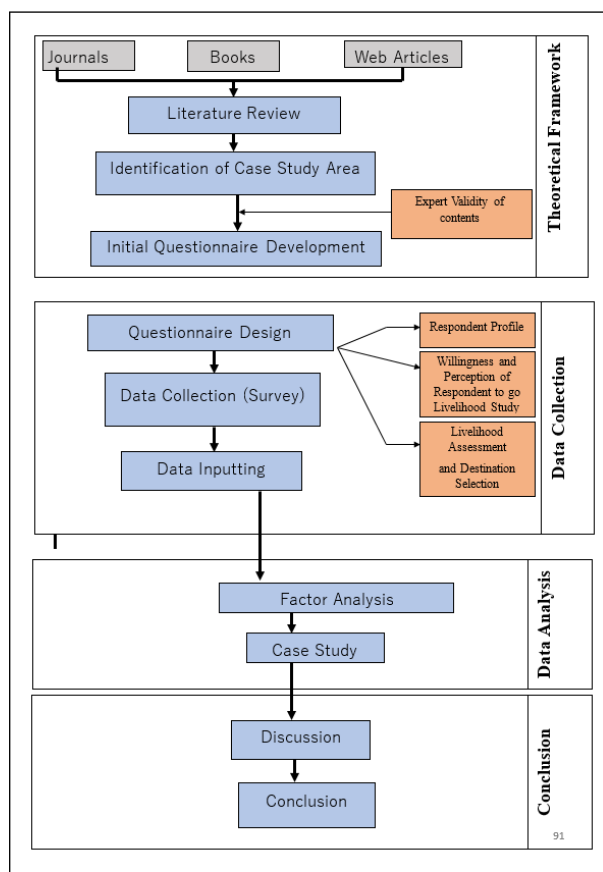 Journals
Books
Web Articles
Literature Review
Identification of Case Study Area
Expert Validity of
contents
Initial Questionnaire Development
Theoretical Framework
Questionnaire Design
Respondent Profile
Willingness and
Perception of
Respondent to go
Livelihood Study
Data Collection (Survey)
Livelihood
Assessment
and Destination
Selection
Data Inputting
Data Collection
Factor Analysis
Case Study
Data Analysis
Discussion
Conclusion
Conclusion
91